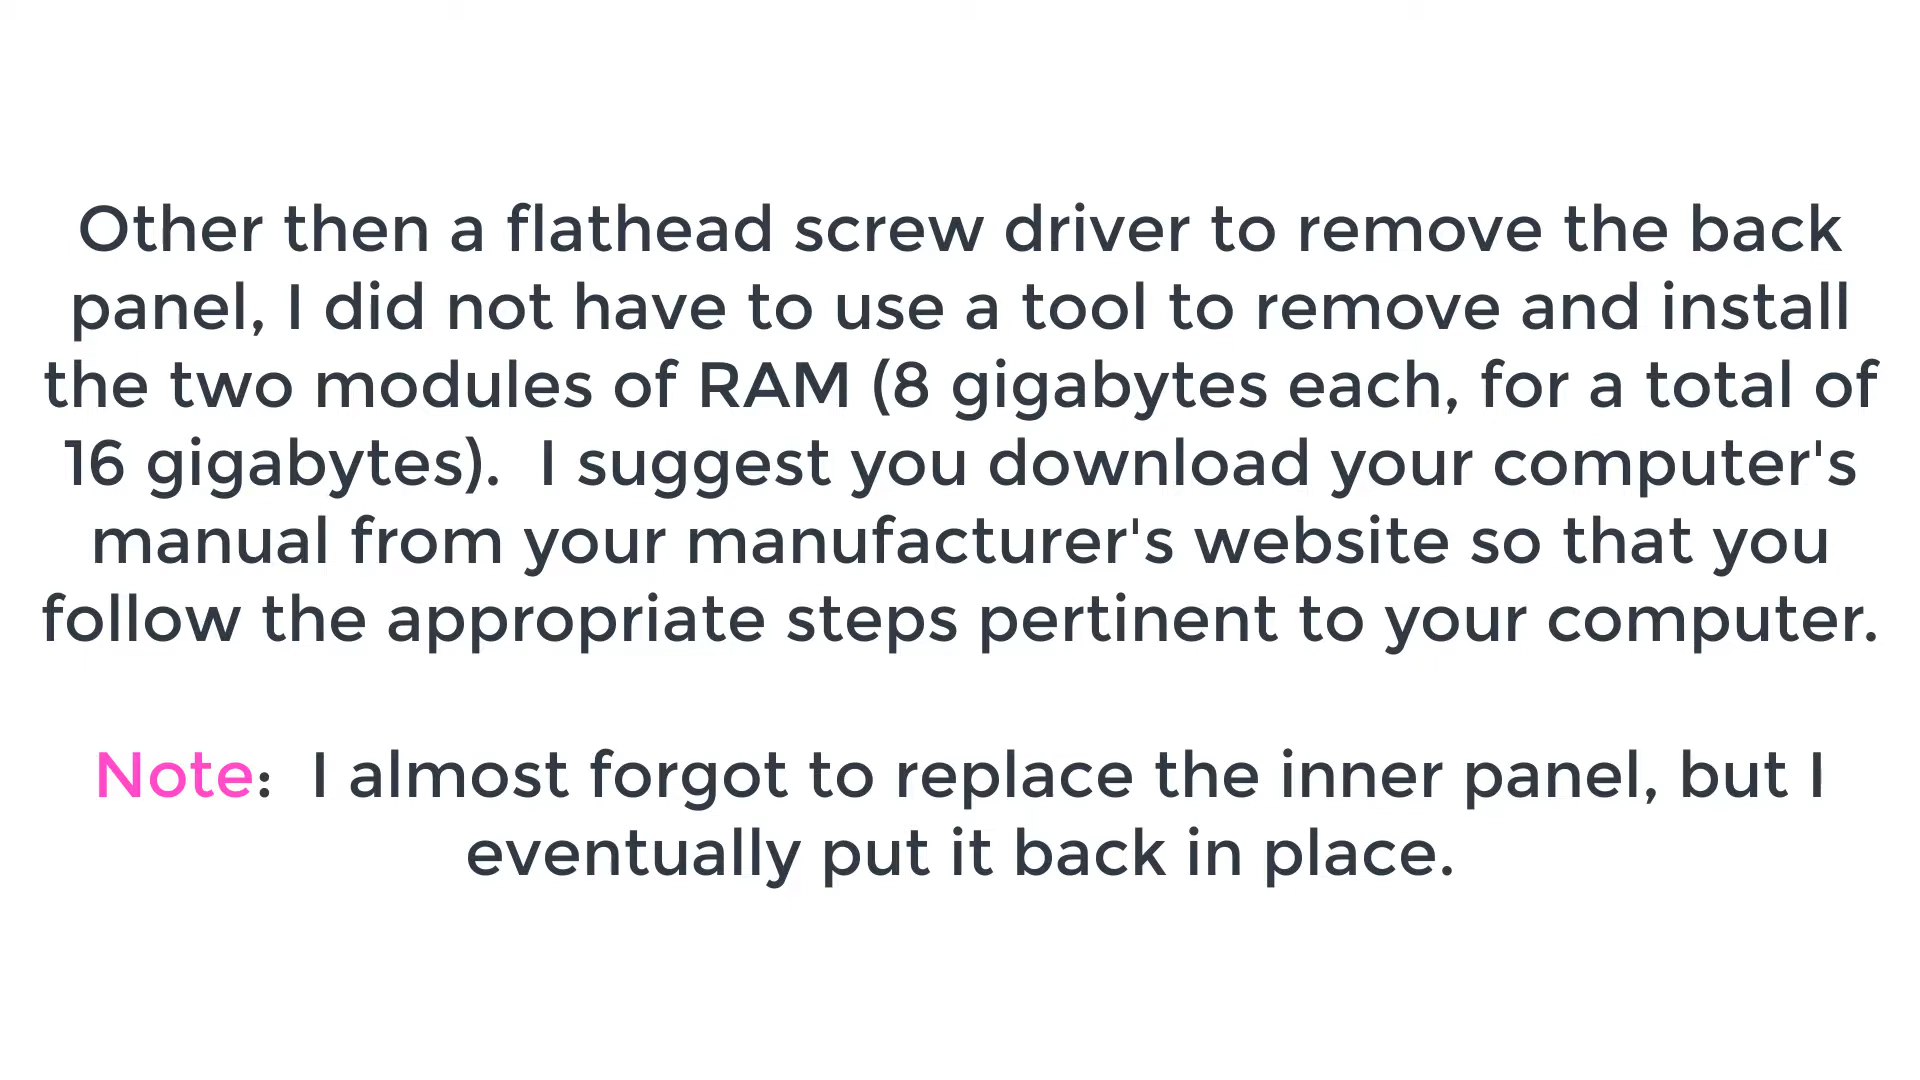 Other then a flathead screw driver to remove the back
panel, I did not have to use a tool to remove and install
the two modules of RAM (8 gigabytes each, for a total of
16 gigabytes).  I suggest you download your computer's
manual from your manufacturer's website so that you
follow the appropriate steps pertinent to your computer.
Note:  I almost forgot to replace the inner panel, but I
eventually put it back in place.